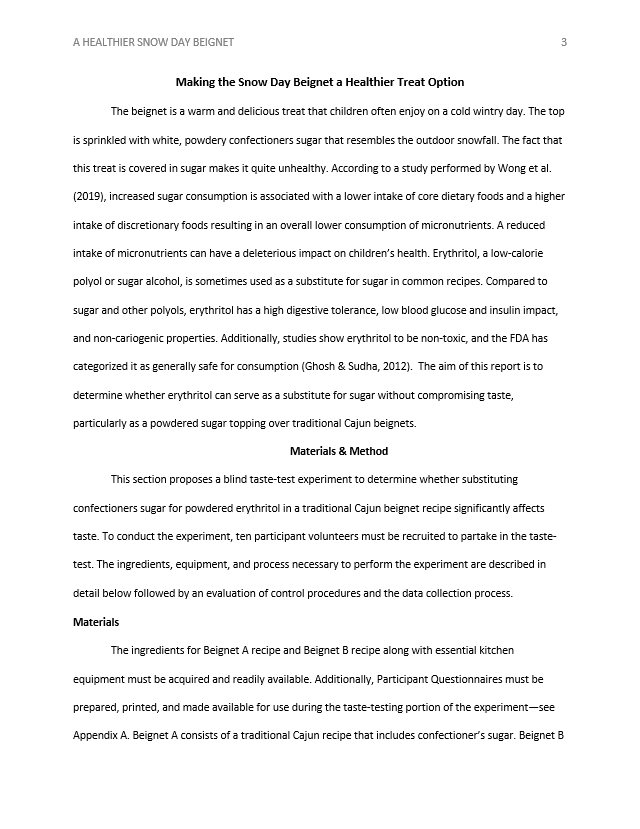 A HEALTHIER SNOW DAY BEIGNET 3
Making the Snow Day Beignet a Healthier Treat Option
The beignet is a warm and delicious treat that children often enjoy on a cold wintry day. The top
is sprinkled with white, powdery confectioners sugar that resembles the outdoor snowfall. The fact that
this treat is covered in sugar makes it quite unhealthy. According to a study performed by Wong et al.
(2019), increased sugar consumption is associated with a lower intake of core dietary foods and a higher
intake of discretionary foods resulting in an overall lower consumption of micronutrients. A reduced
intake of micronutrients can have a deleterious impact on children’s health. Erythritol, a low-calorie
polyol or sugar alcohol, is sometimes used as a substitute for sugar in common recipes. Compared to
sugar and other polyols, erythritol has a high digestive tolerance, low blood glucose and insulin impact,
and non-cariogenic properties. Additionally, studies show erythritol to be non-toxic, and the FDA has
categorized it as generally safe for consumption (Ghosh & Sudha, 2012).  The aim of this report is to
determine whether erythritol can serve as a substitute for sugar without compromising taste,
particularly as a powdered sugar topping over traditional Cajun beignets.
Materials & Method
This section proposes a blind taste-test experiment to determine whether substituting
confectioners sugar for powdered erythritol in a traditional Cajun beignet recipe significantly affects
taste. To conduct the experiment, ten participant volunteers must be recruited to partake in the taste-
test. The ingredients, equipment, and process necessary to perform the experiment are described in
detail below followed by an evaluation of control procedures and the data collection process.
Materials
The ingredients for Beignet A recipe and Beignet B recipe along with essential kitchen
equipment must be acquired and readily available. Additionally, Participant Questionnaires must be
prepared, printed, and made available for use during the taste-testing portion of the experiment—see
Appendix A. Beignet A consists of a traditional Cajun recipe that includes confectioner’s sugar. Beignet B